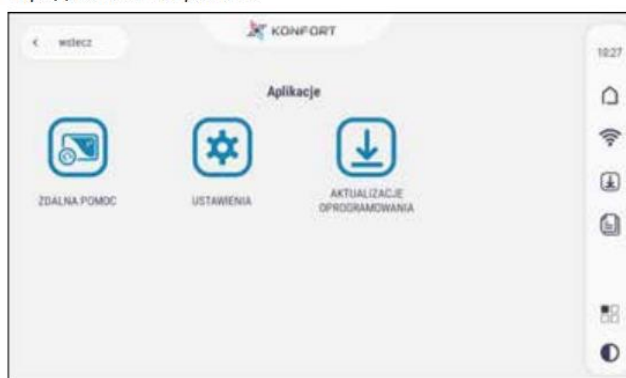 KONFORT
wstecz
10:27
Aplikacje
ZDALNA POMOC
USTAWIENIA
AKTUALIZACJE
OPROGRAMOWANIA